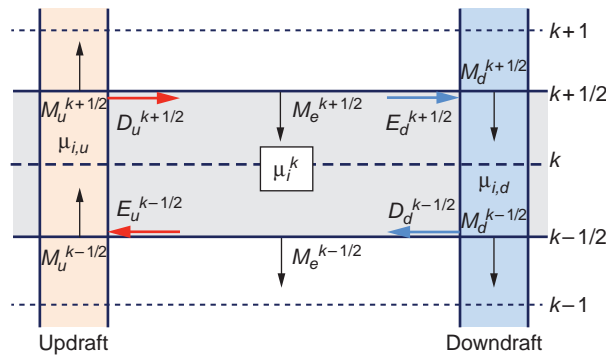 k+1
M_d^{k+1/2}
k+1/2
M_u^{k+1/2}
D_u^{k+1/2}
M_e^{k+1/2}
E_d^{k+1/2}
μ_{i,u}
μ_i^k
k
μ_{i,d}
E_u^{k-1/2}
D_d^{k-1/2}
M_d^{k-1/2}
k−1/2
M_u^{k-1/2}
M_e^{k-1/2}
k−1
Updraft
Downdraft